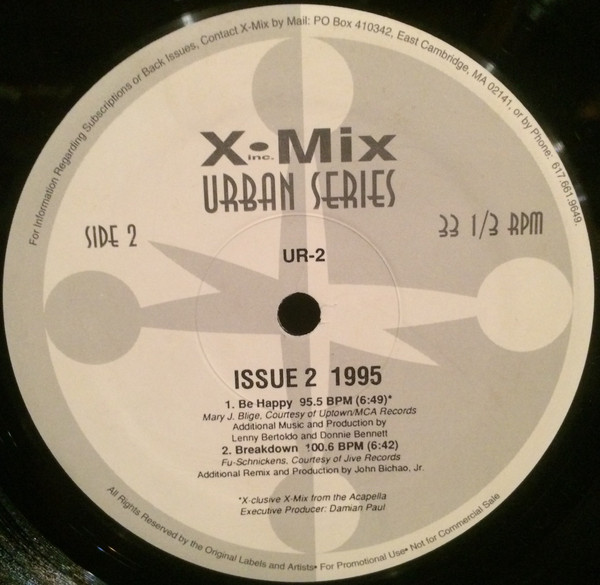 For Information Regarding Subscriptions or Back Issues, Contact X-Mix by Mail: PO Box 410342, East Cambridge, MA 02141, or by Phone: 617.661.9649.
X•Mix
inc.
URBAN SERIES
SIDE 2
33 1/3 RPM
UR-2
ISSUE 2 1995
1. Be Happy 95.5 BPM (6:49)*
Mary J. Blige, Courtesy of Uptown/MCA Records
Additional Music and Production by
Lenny Bertoldo and Donnie Bennett
2. Breakdown 100.6 BPM (6:42)
Fu-Schnickens, Courtesy of Jive Records
Additional Remix and Production by John Bichao, Jr.
*X-clusive X-Mix from the Acapella
Executive Producer: Damian Paul
All Rights Reserved by the Original Labels and Artists• For Promotional Use• Not for Commercial Sale